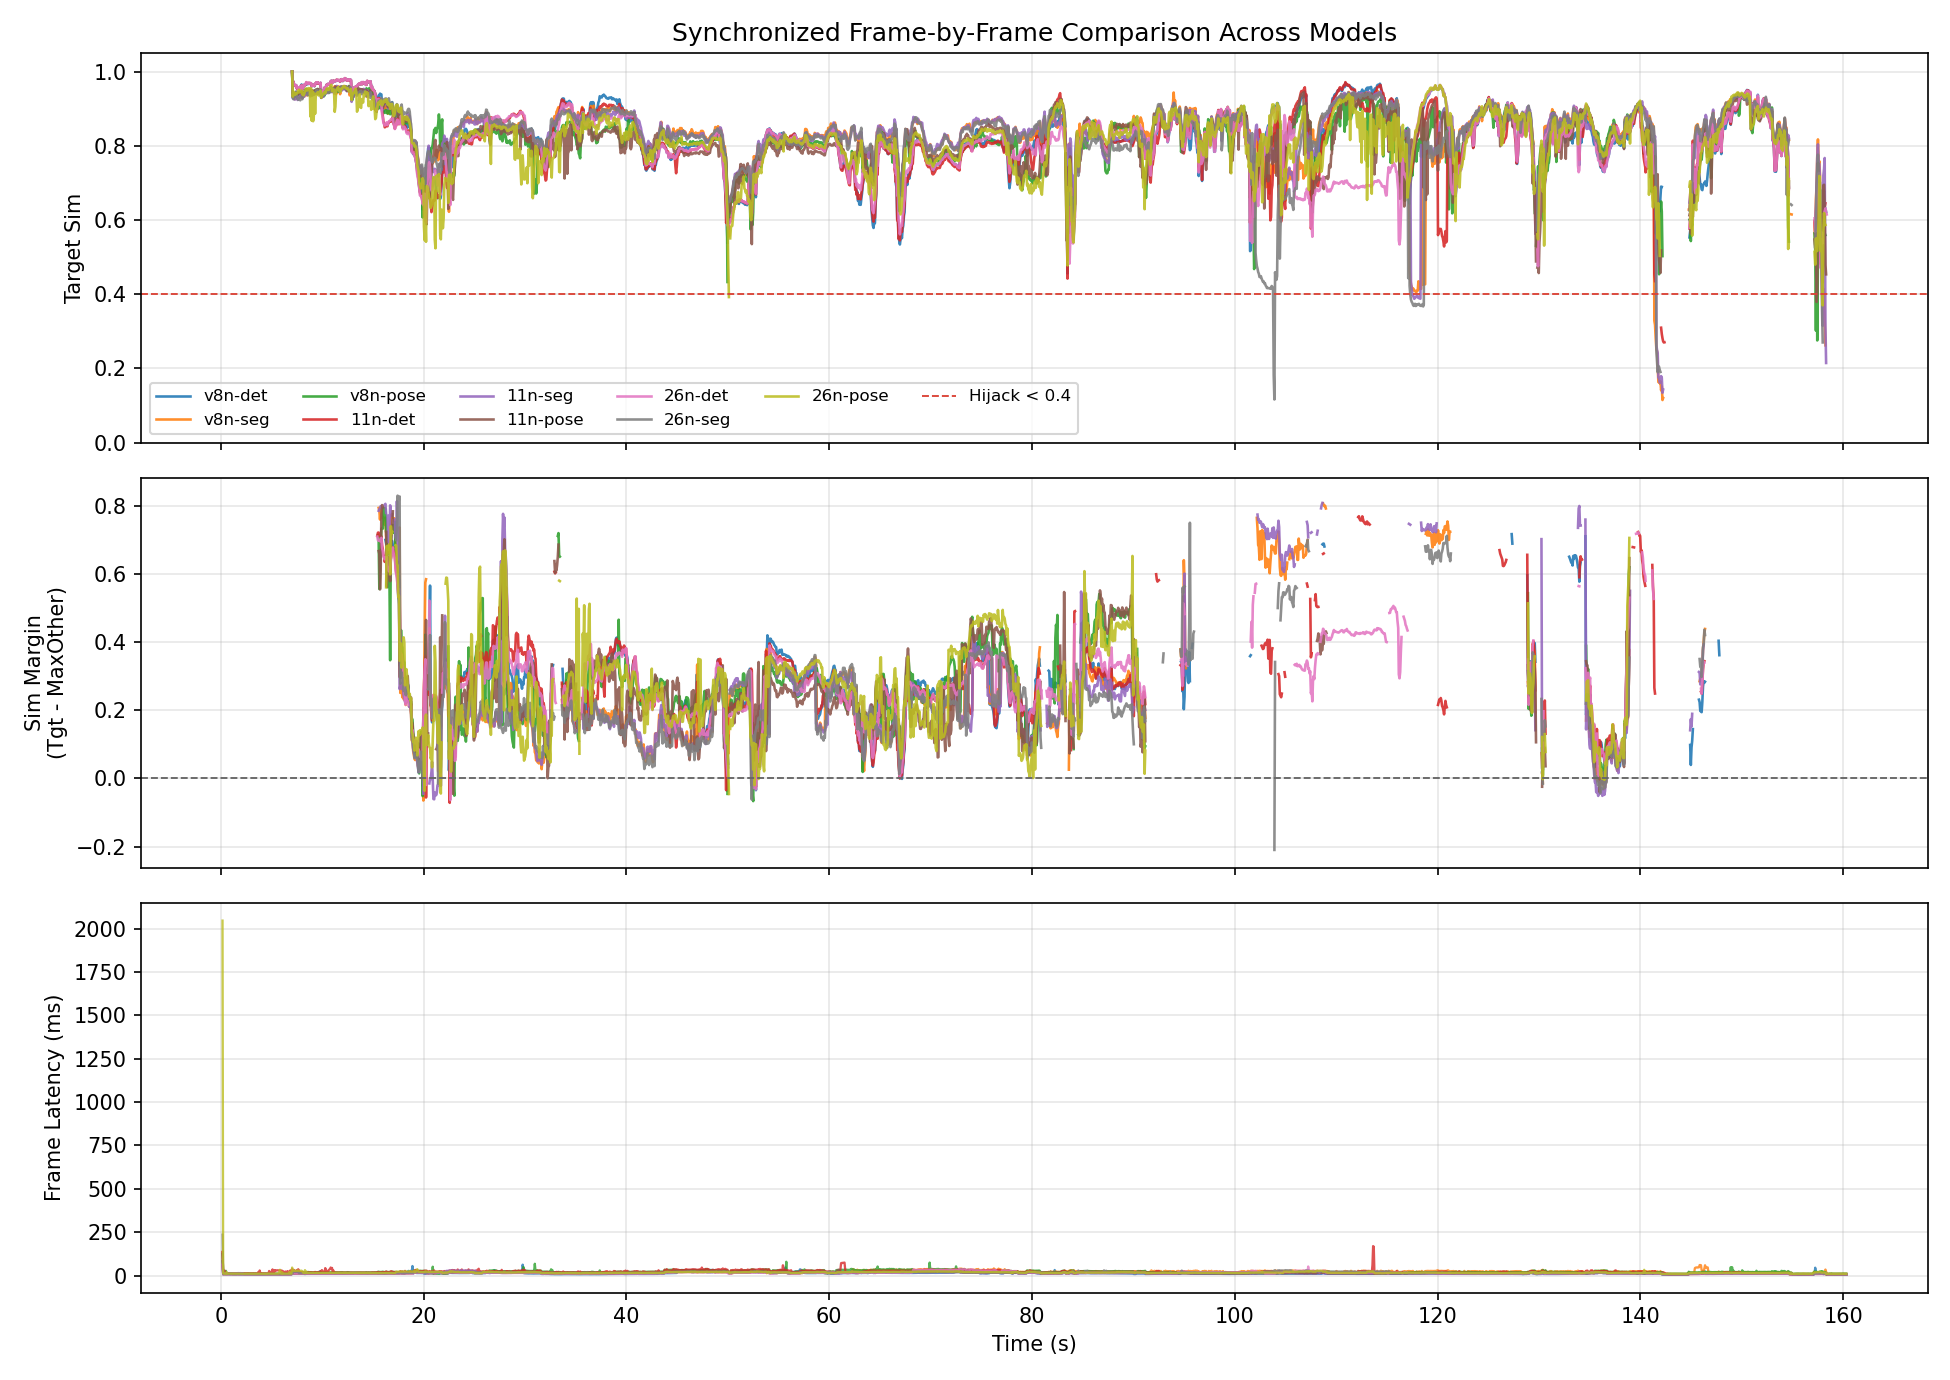 Synchronized Frame-by-Frame Comparison Across Models
1.0
0.8
0.6
0.4
0.2
0.0
Target Sim
v8n-det
v8n-pose
11n-seg
26n-det
26n-pose
Hijack < 0.4
v8n-seg
11n-det
11n-pose
26n-seg
0.8
0.6
0.4
0.2
0.0
−0.2
Sim Margin
(Tgt - MaxOther)
2000
1750
1500
1250
1000
750
500
250
0
Frame Latency (ms)
0
20
40
60
80
100
120
140
160
Time (s)